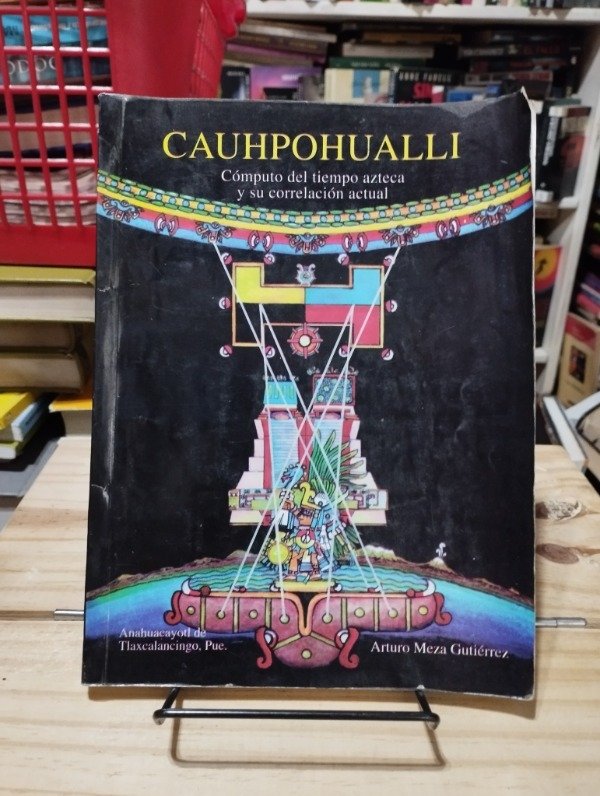 CAUHPOHUALLI
Cómputo del tiempo azteca
y su correlación actual
Anahuacayotl de
Tlaxcalancingo, Pue.
Arturo Meza Gutiérrez